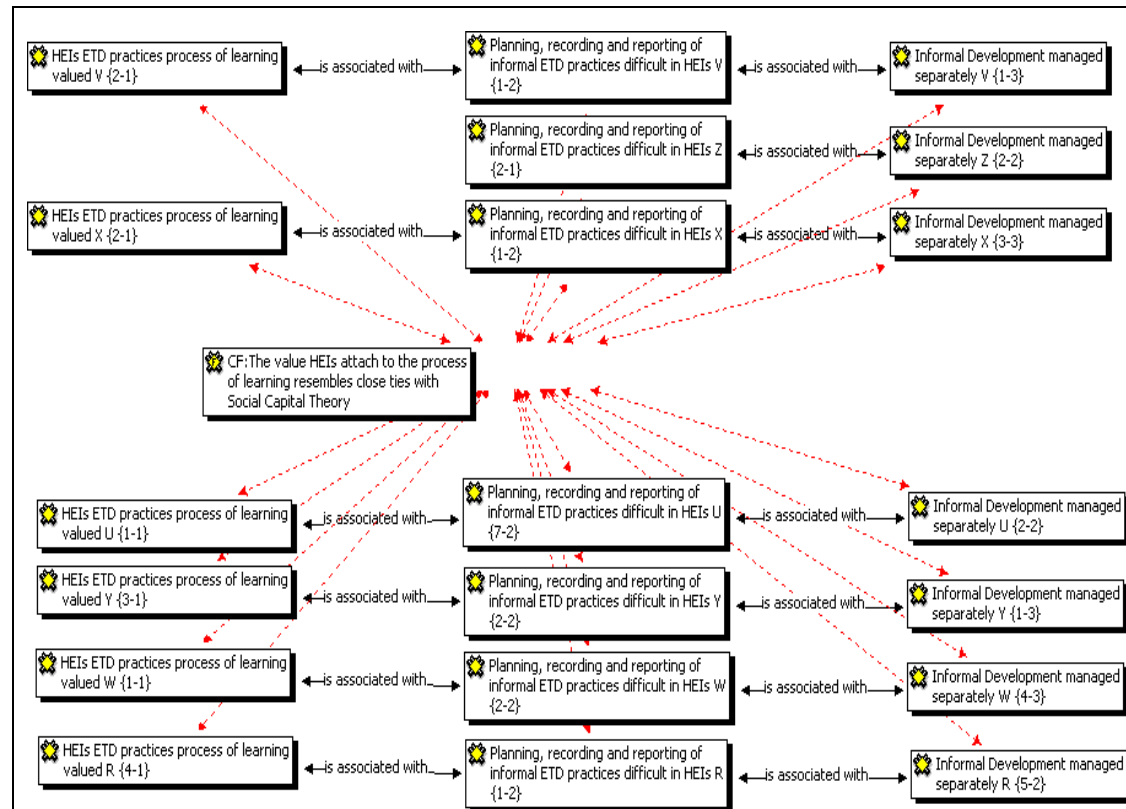 HEIs ETD practices process of learning
valued V {2-1}
is associated with
Planning, recording and reporting of
informal ETD practices difficult in HEIs V
{1-2}
is associated with
Informal Development managed
separately V {1-3}
Planning, recording and reporting of
informal ETD practices difficult in HEIs Z
{2-1}
is associated with
Informal Development managed
separately Z {2-2}
HEIs ETD practices process of learning
valued X {2-1}
is associated with
Planning, recording and reporting of
informal ETD practices difficult in HEIs X
{1-2}
is associated with
Informal Development managed
separately X {3-3}
CF:The value HEIs attach to the process
of learning resembles close ties with
Social Capital Theory
HEIs ETD practices process of learning
valued U {1-1}
is associated with
Planning, recording and reporting of
informal ETD practices difficult in HEIs U
{7-2}
is associated with
Informal Development managed
separately U {2-2}
HEIs ETD practices process of learning
valued Y {3-1}
is associated with
Planning, recording and reporting of
informal ETD practices difficult in HEIs Y
{2-2}
is associated with
Informal Development managed
separately Y {1-3}
HEIs ETD practices process of learning
valued W {1-1}
is associated with
Planning, recording and reporting of
informal ETD practices difficult in HEIs W
{2-2}
is associated with
Informal Development managed
separately W {4-3}
HEIs ETD practices process of learning
valued R {4-1}
is associated with
Planning, recording and reporting of
informal ETD practices difficult in HEIs R
{1-2}
is associated with
Informal Development managed
separately R {5-2}